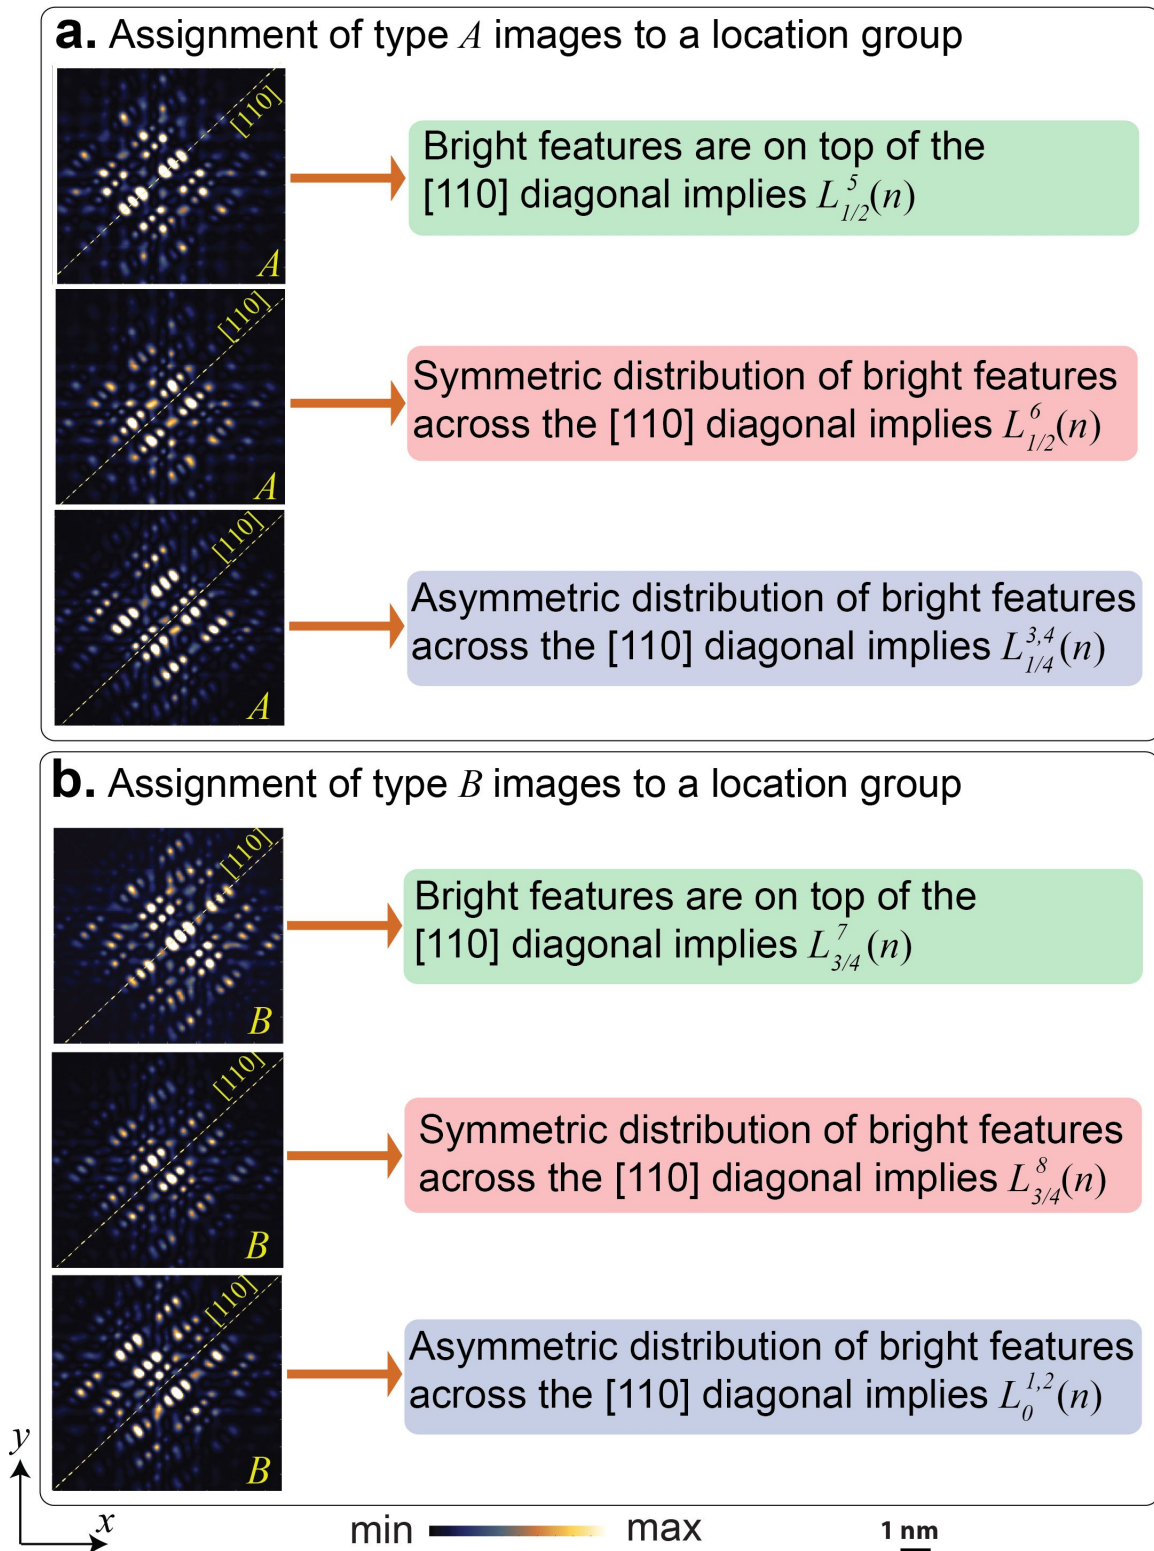 a. Assignment of type A images to a location group
[110]
A
Bright features are on top of the
[110] diagonal implies L^5_{1/2}(n)
[110]
A
Symmetric distribution of bright features
across the [110] diagonal implies L^6_{1/2}(n)
[110]
A
Asymmetric distribution of bright features
across the [110] diagonal implies L^{3,4}_{1/4}(n)
b. Assignment of type B images to a location group
[110]
B
Bright features are on top of the
[110] diagonal implies L^7_{3/4}(n)
[110]
B
Symmetric distribution of bright features
across the [110] diagonal implies L^8_{3/4}(n)
[110]
B
Asymmetric distribution of bright features
across the [110] diagonal implies L^{1,2}_0(n)
y
x
min max
1 nm